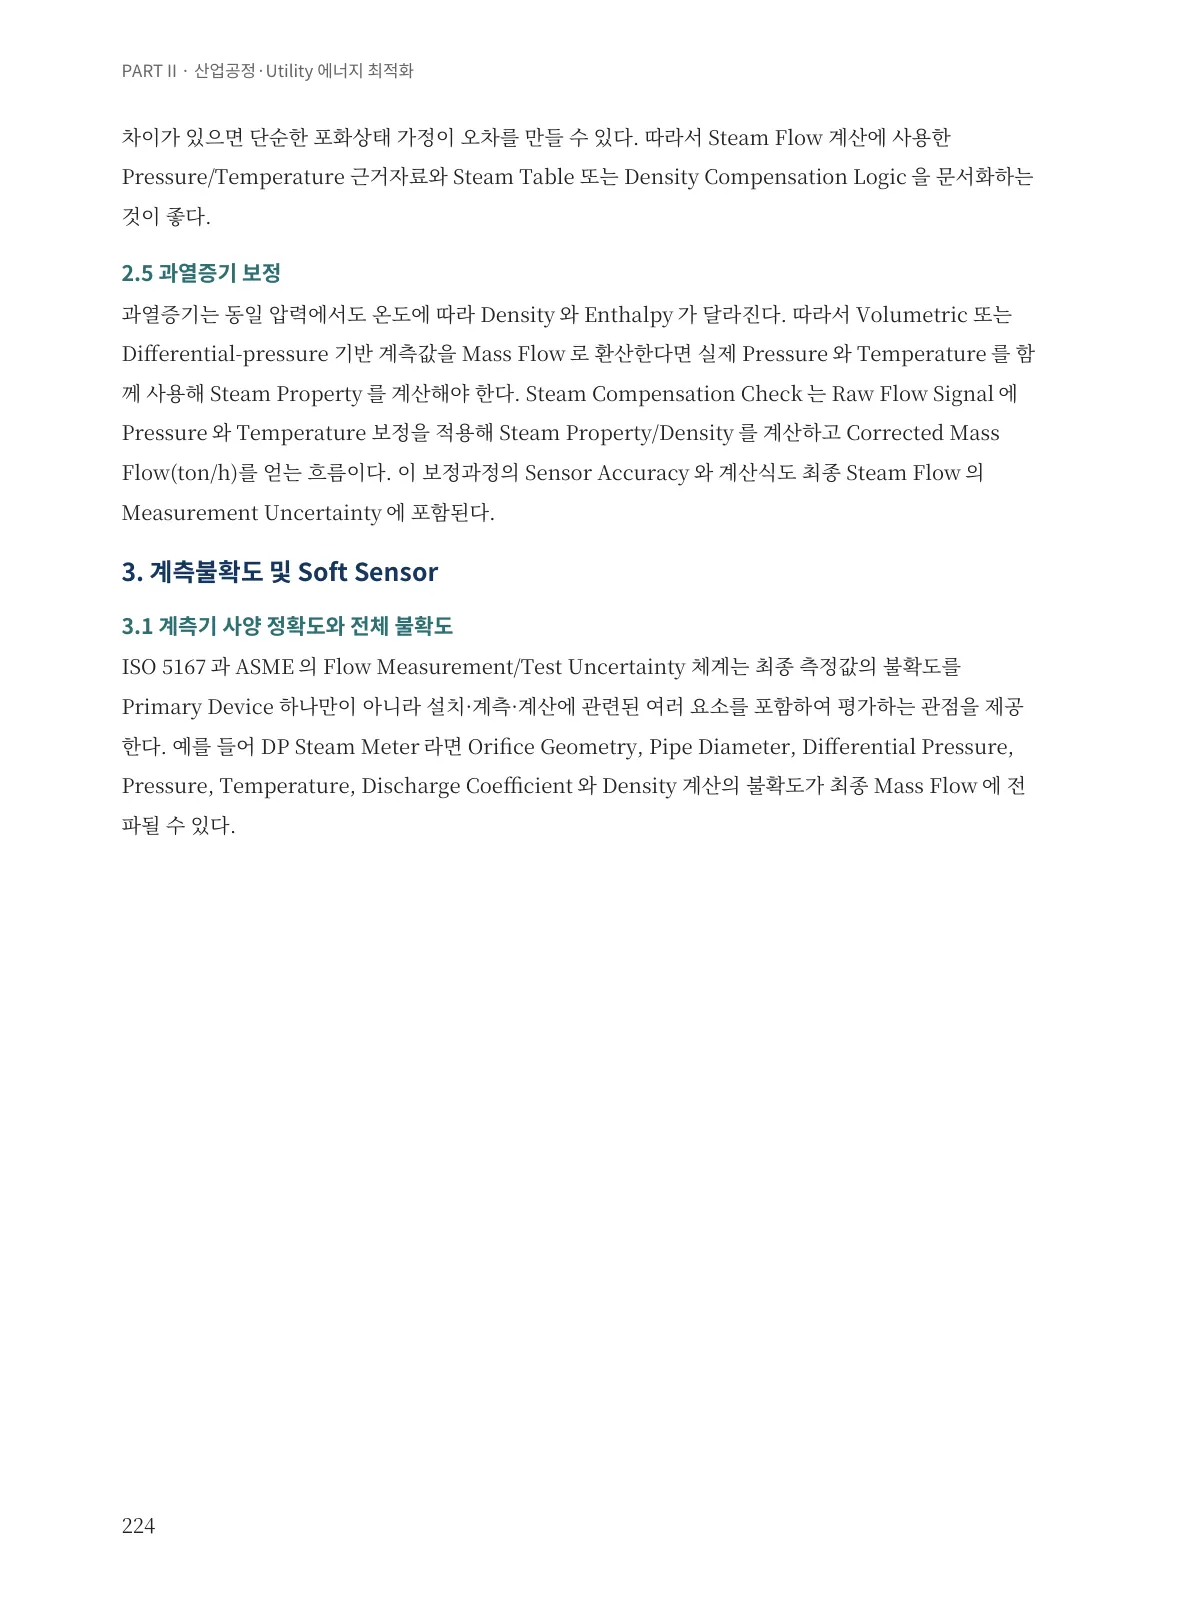 PART II · 산업공정·Utility 에너지 최적화
차이가 있으면 단순한 포화상태 가정이 오차를 만들 수 있다. 따라서 Steam Flow 계산에 사용한
Pressure/Temperature 근거자료와 Steam Table 또는 Density Compensation Logic 을 문서화하는
것이 좋다.
2.5 과열증기 보정
과열증기는 동일 압력에서도 온도에 따라 Density 와 Enthalpy 가 달라진다. 따라서 Volumetric 또는
Differential-pressure 기반 계측값을 Mass Flow 로 환산한다면 실제 Pressure 와 Temperature 를 함
께 사용해 Steam Property 를 계산해야 한다. Steam Compensation Check 는 Raw Flow Signal 에
Pressure 와 Temperature 보정을 적용해 Steam Property/Density 를 계산하고 Corrected Mass
Flow(ton/h)를 얻는 흐름이다. 이 보정과정의 Sensor Accuracy 와 계산식도 최종 Steam Flow 의
Measurement Uncertainty 에 포함된다.
3. 계측불확도 및 Soft Sensor
3.1 계측기 사양 정확도와 전체 불확도
ISO 5167 과 ASME 의 Flow Measurement/Test Uncertainty 체계는 최종 측정값의 불확도를
Primary Device 하나만이 아니라 설치·계측·계산에 관련된 여러 요소를 포함하여 평가하는 관점을 제공
한다. 예를 들어 DP Steam Meter 라면 Orifice Geometry, Pipe Diameter, Differential Pressure,
Pressure, Temperature, Discharge Coefficient 와 Density 계산의 불확도가 최종 Mass Flow 에 전
파될 수 있다.
224